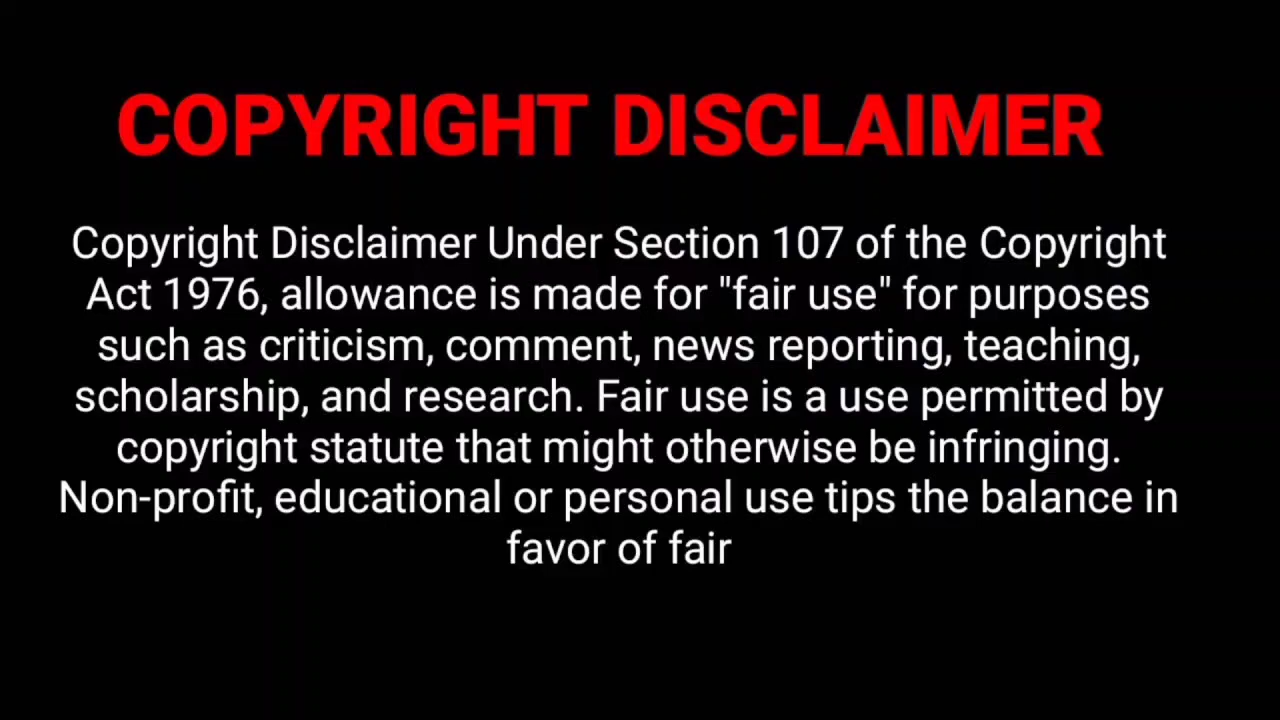 COPYRIGHT DISCLAIMER
Copyright Disclaimer Under Section 107 of the Copyright
Act 1976, allowance is made for "fair use" for purposes
such as criticism, comment, news reporting, teaching,
scholarship, and research. Fair use is a use permitted by
copyright statute that might otherwise be infringing.
Non-profit, educational or personal use tips the balance in
favor of fair